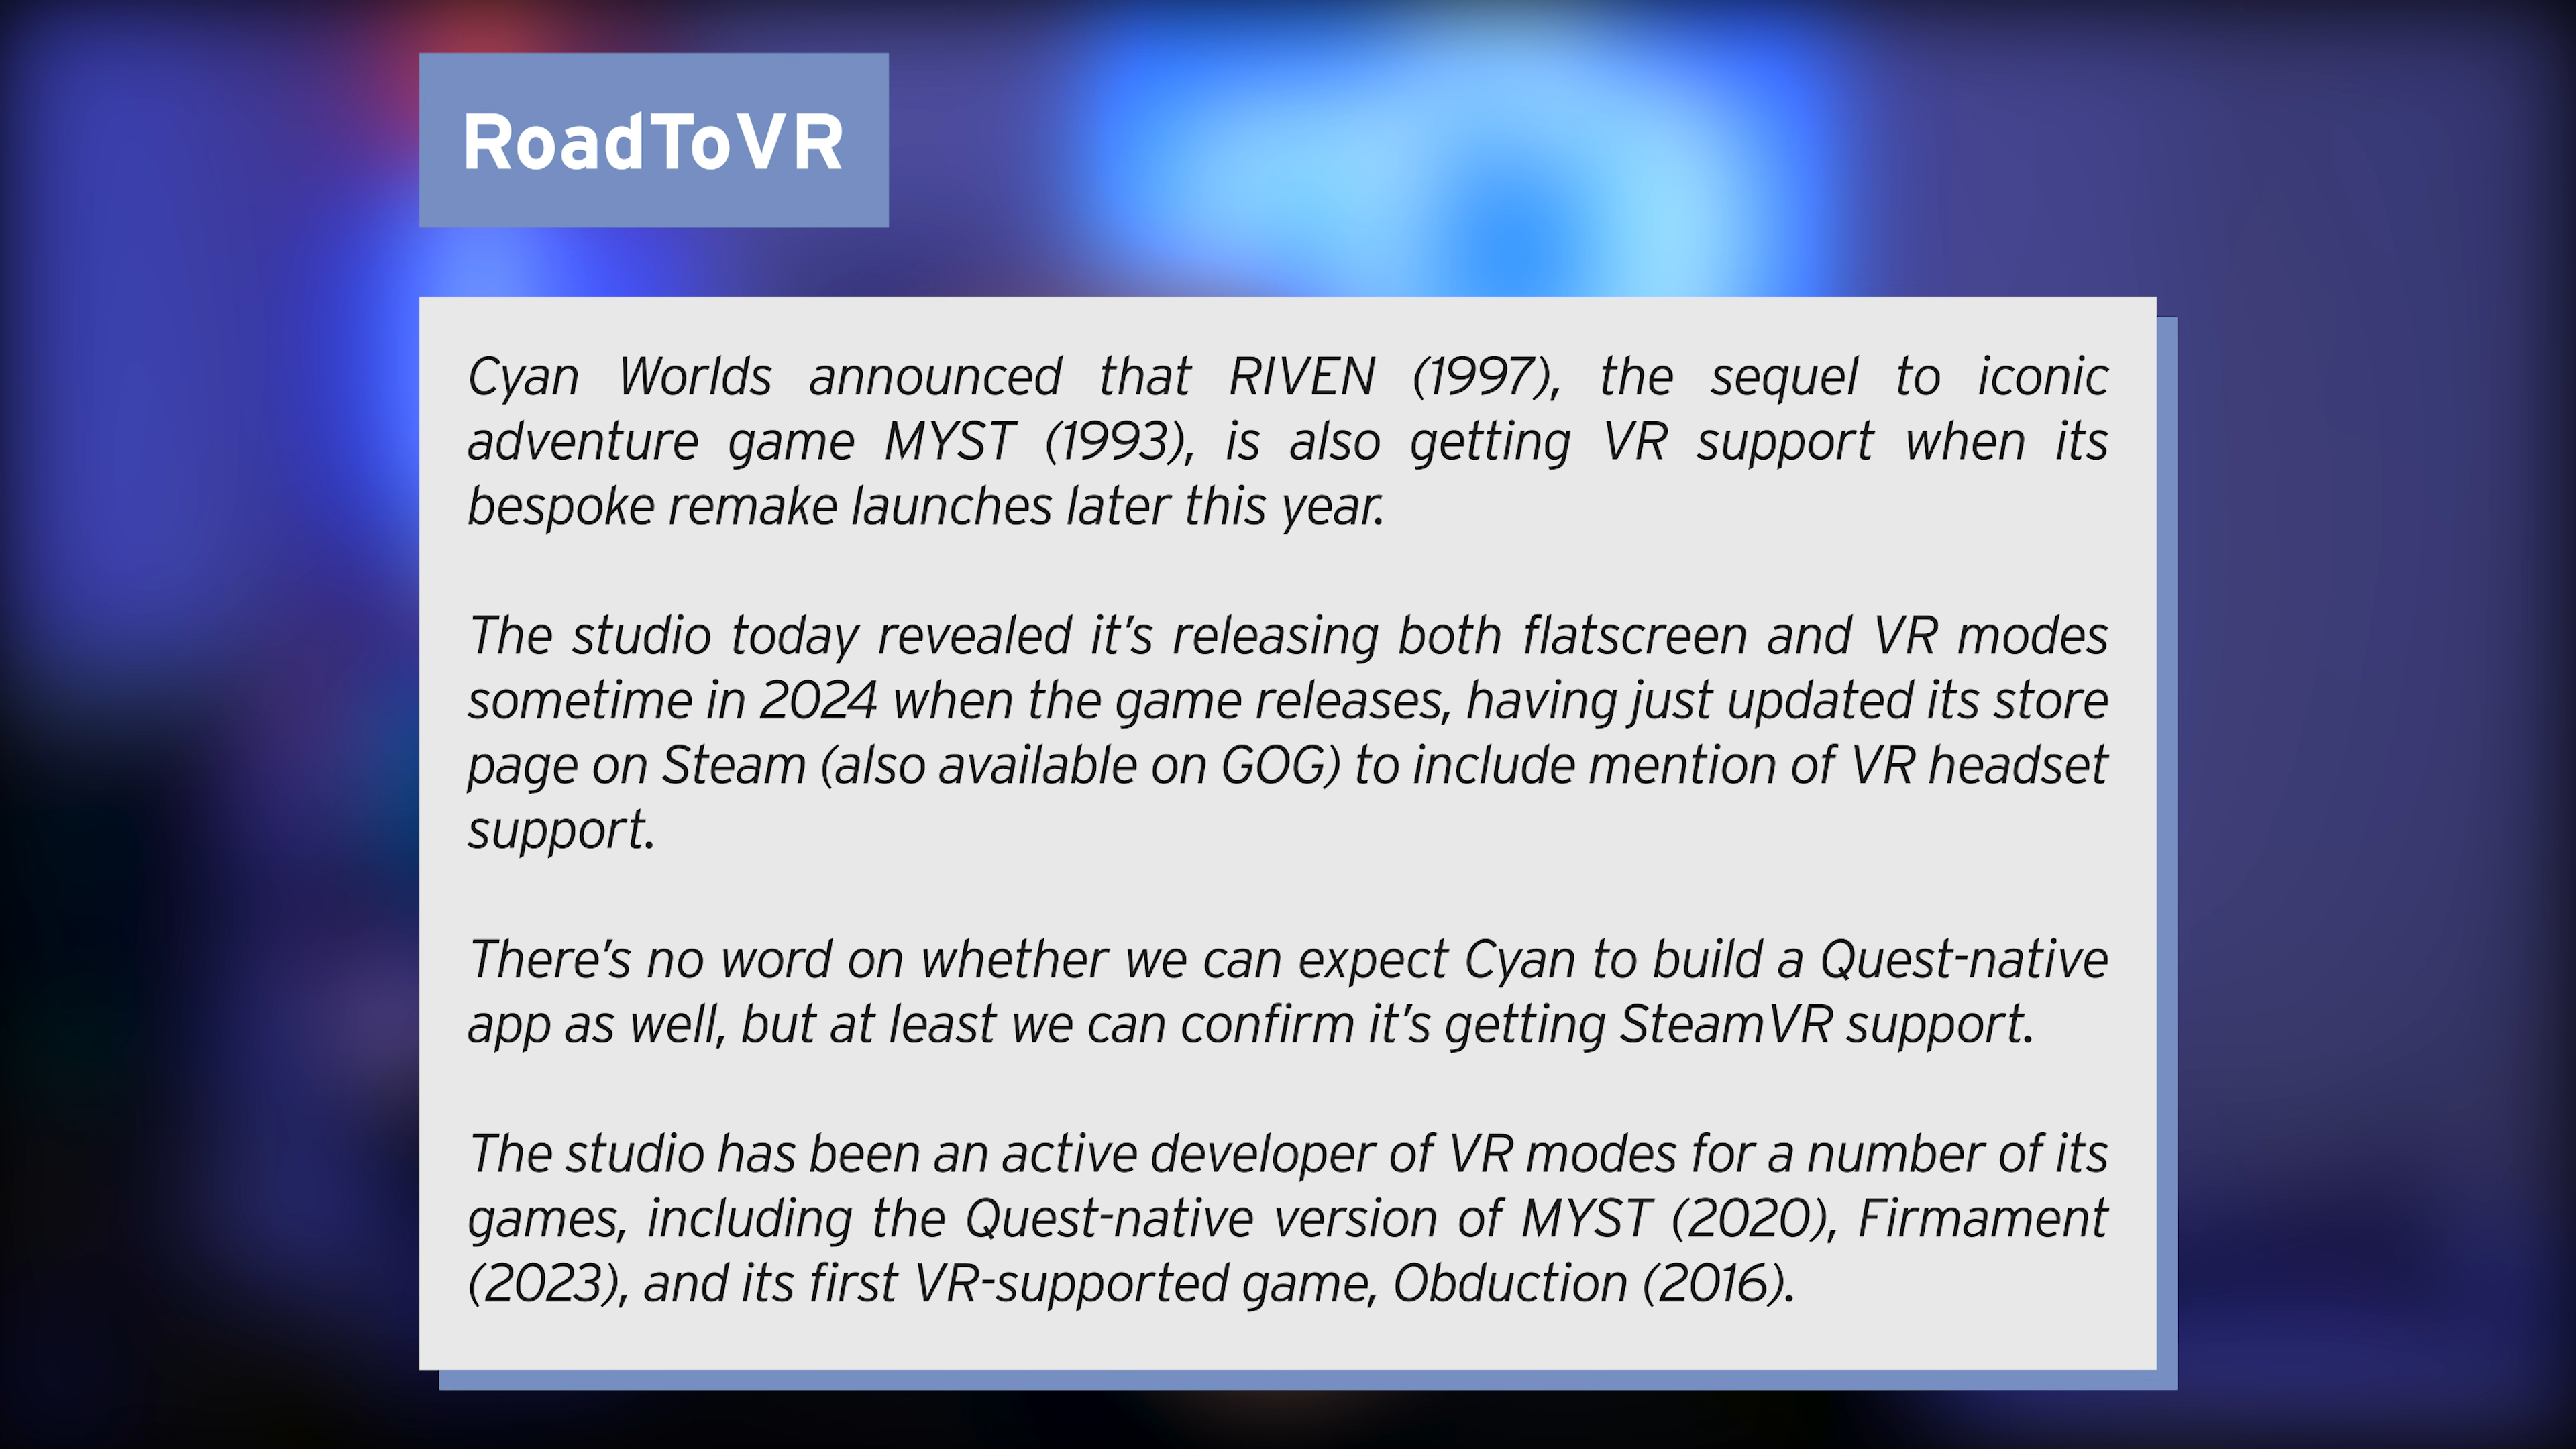 RoadToVR
Cyan Worlds announced that RIVEN (1997), the sequel to iconic
adventure game MYST (1993), is also getting VR support when its
bespoke remake launches later this year.
The studio today revealed it's releasing both flatscreen and VR modes
sometime in 2024 when the game releases, having just updated its store
page on Steam (also available on GOG) to include mention of VR headset
support.
There's no word on whether we can expect Cyan to build a Quest-native
app as well, but at least we can confirm it's getting SteamVR support.
The studio has been an active developer of VR modes for a number of its
games, including the Quest-native version of MYST (2020), Firmament
(2023), and its first VR-supported game, Obduction (2016).